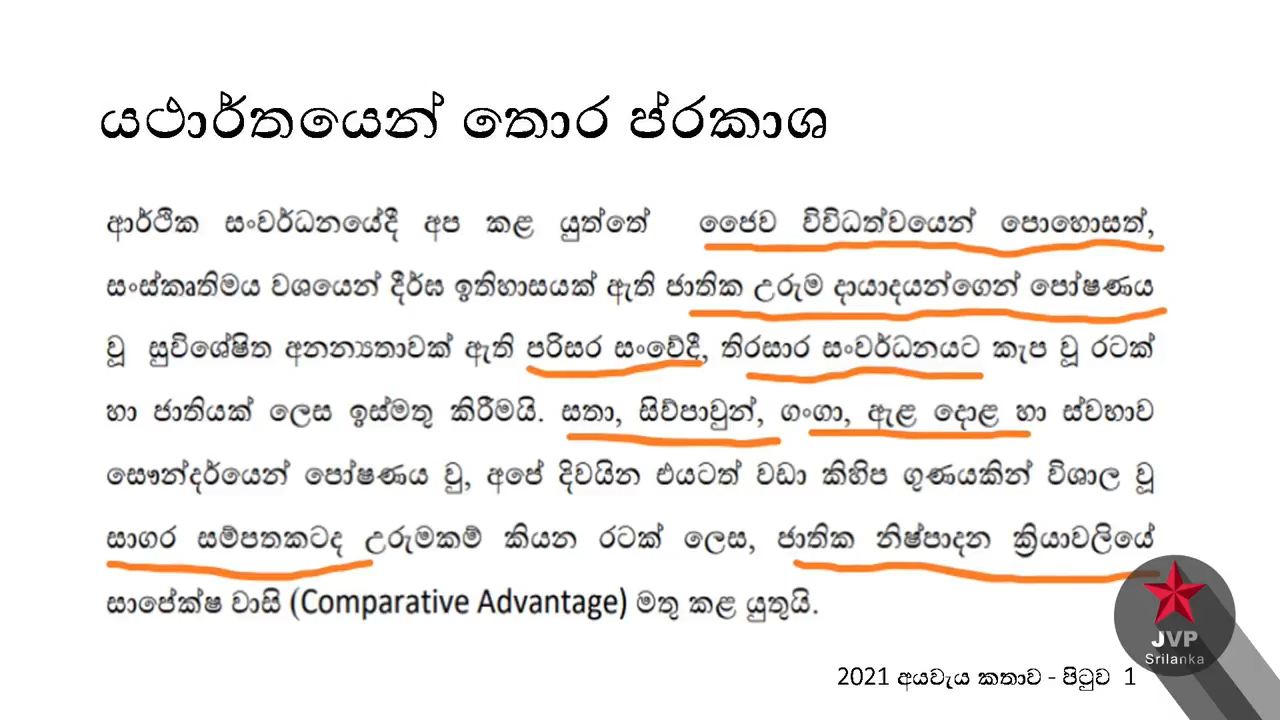 යථාර්තයෙන් තොර ප්රකාශ
ආර්ථික සංවර්ධනයේදී අප කළ යුත්තේ ජෛව විවිධත්වයෙන් පොහොසත්,
සංස්කෘතිමය වශයෙන් දීර්ඝ ඉතිහාසයක් ඇති ජාතික උරුම දායාදයන්ගෙන් පෝෂණය
වූ සුවිශේෂිත අනන්‍යතාවක් ඇති පරිසර සංවේදී, තිරසාර සංවර්ධනයට කැප වූ රටක්
හා ජාතියක් ලෙස ඉස්මතු කිරීමයි. සතා, සිව්පාවුන්, ගංගා, ඇළ දොළ හා ස්වභාව
සෞන්දර්යෙන් පෝෂණය වු, අපේ දිවයින එයටත් වඩා කිහිප ගුණයකින් විශාල වූ
සාගර සම්පතකටද උරුමකම් කියන රටක් ලෙස, ජාතික නිෂ්පාදන ක්‍රියාවලියේ
සාපේක්ෂ වාසි (Comparative Advantage) මතු කළ යුතුයි.
JVP
Srilanka
2021 අයවැය කතාව - පිටුව 1